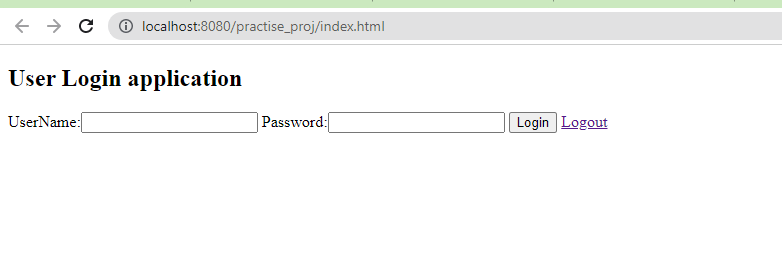 localhost:8080/practise_proj/index.html
User Login application
UserName: Password: Login Logout